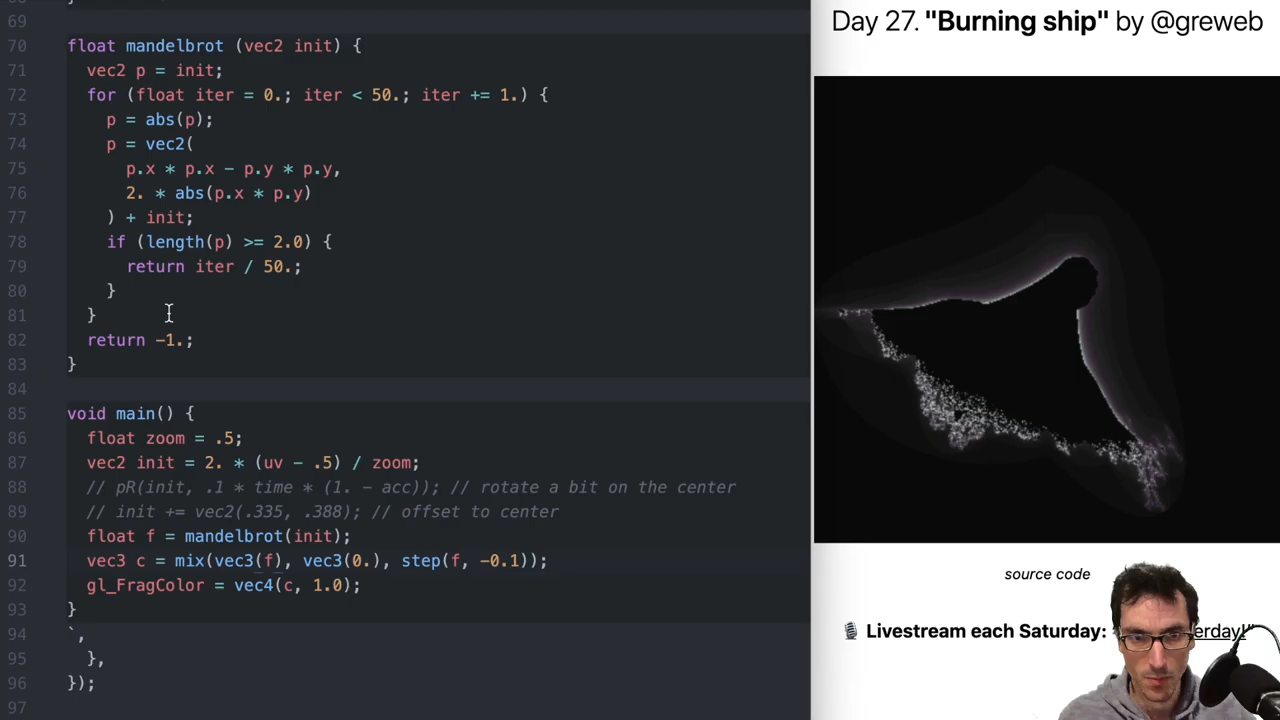 69
70 float mandelbrot (vec2 init) {
71 vec2 p = init;
72 for (float iter = 0.; iter < 50.; iter += 1.) {
73 p = abs(p);
74 p = vec2(
75 p.x * p.x - p.y * p.y,
76 2. * abs(p.x * p.y)
77 ) + init;
78 if (length(p) >= 2.0) {
79 return iter / 50.;
80 }
81 }
82 return -1.;
83 }
84
85 void main() {
86 float zoom = .5;
87 vec2 init = 2. * (uv - .5) / zoom;
88 // pR(init, .1 * time * (1. - acc)); // rotate a bit on the center
89 // init += vec2(.335, .388); // offset to center
90 float f = mandelbrot(init);
91 vec3 c = mix(vec3(f), vec3(0.), step(f, -0.1));
92 gl_FragColor = vec4(c, 1.0);
93 }
94 `,
95 },
96 });
97
Day 27. "Burning ship" by @greweb
source code
Livestream each Saturday: